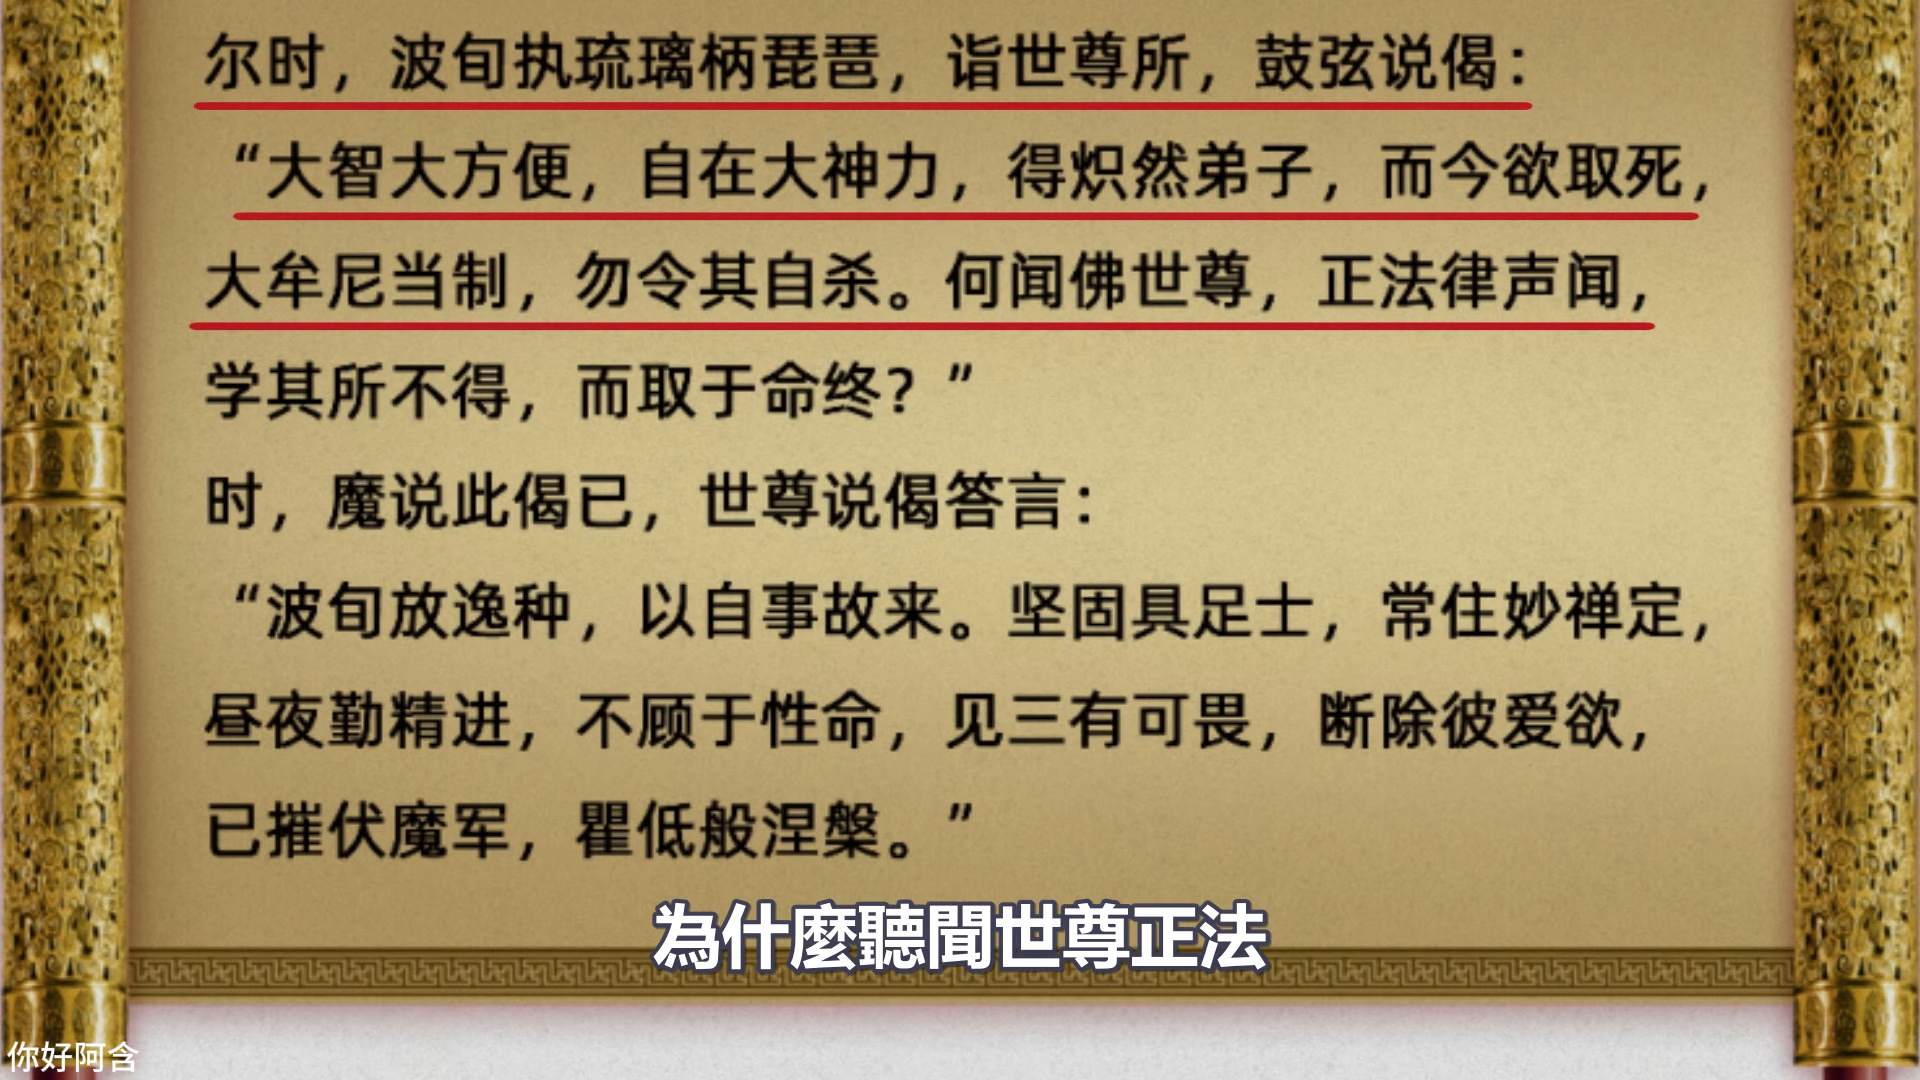 尔时，波旬执琉璃柄琵琶，诣世尊所，鼓弦说偈：
“大智大方便，自在大神力，得炽然弟子，而今欲取死，
大牟尼当制，勿令其自杀。何闻佛世尊，正法律声闻，
学其所不得，而取于命终？”
时，魔说此偈已，世尊说偈答言：
“波旬放逸种，以自事故来。坚固具足士，常住妙禅定，
昼夜勤精进，不顾于性命，见三有可畏，断除彼爱欲，
已摧伏魔军，瞿低般涅槃。”
為什麼聽聞世尊正法
你好阿含